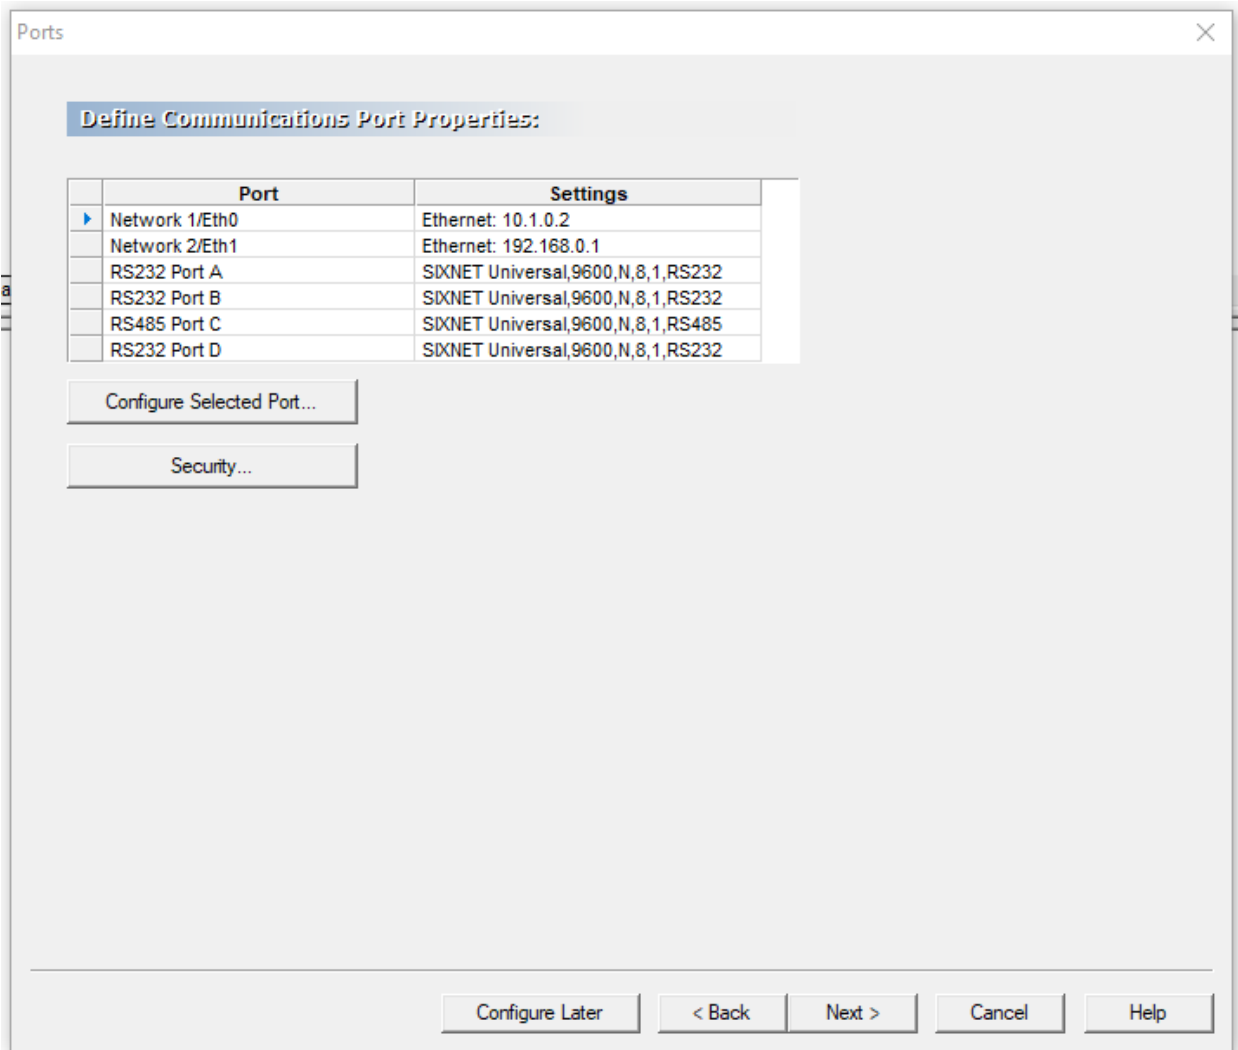 Ports
Define Communications Port Properties:
Port Settings
Network 1/Eth0 Ethernet: 10.1.0.2
Network 2/Eth1 Ethernet: 192.168.0.1
RS232 Port A SIXNET Universal,9600,N,8,1,RS232
RS232 Port B SIXNET Universal,9600,N,8,1,RS232
RS485 Port C SIXNET Universal,9600,N,8,1,RS485
RS232 Port D SIXNET Universal,9600,N,8,1,RS232
Configure Selected Port...
Security...
Configure Later < Back Next > Cancel Help